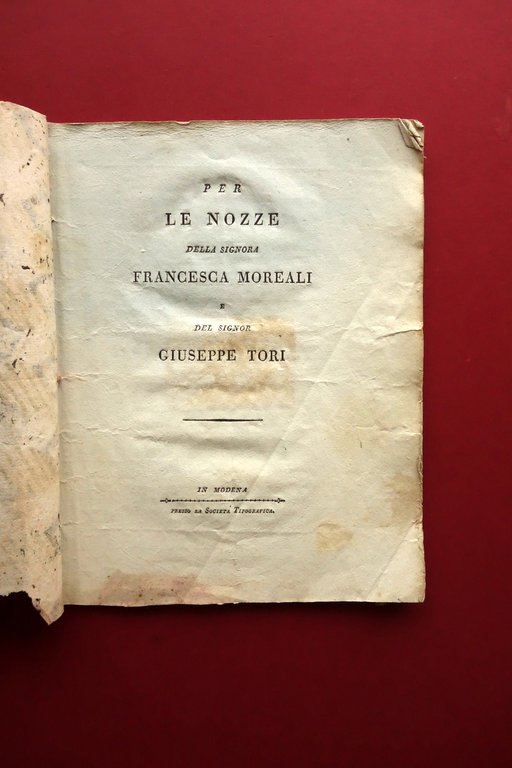 PER
LE NOZZE
DELLA SIGNORA
FRANCESCA MOREALI
E
DEL SIGNOR
GIUSEPPE TORI
IN MODENA
PRESSO LA SOCIETÀ TIPOGRAFICA.